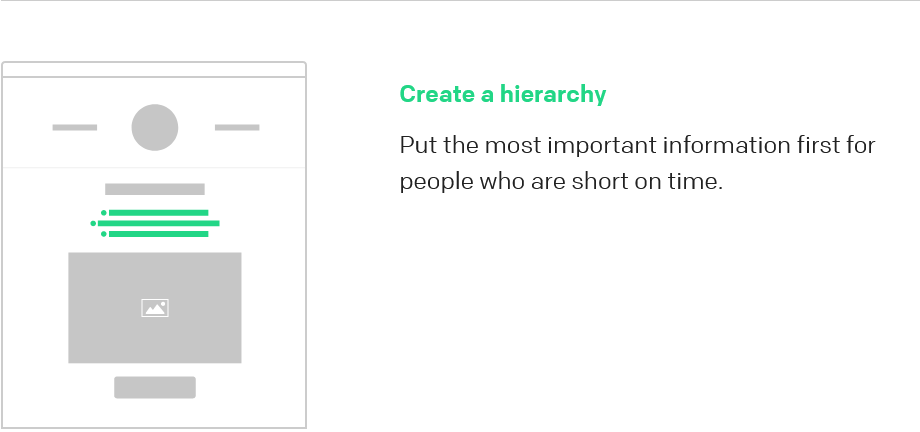 Create a hierarchy
Put the most important information first for
people who are short on time.